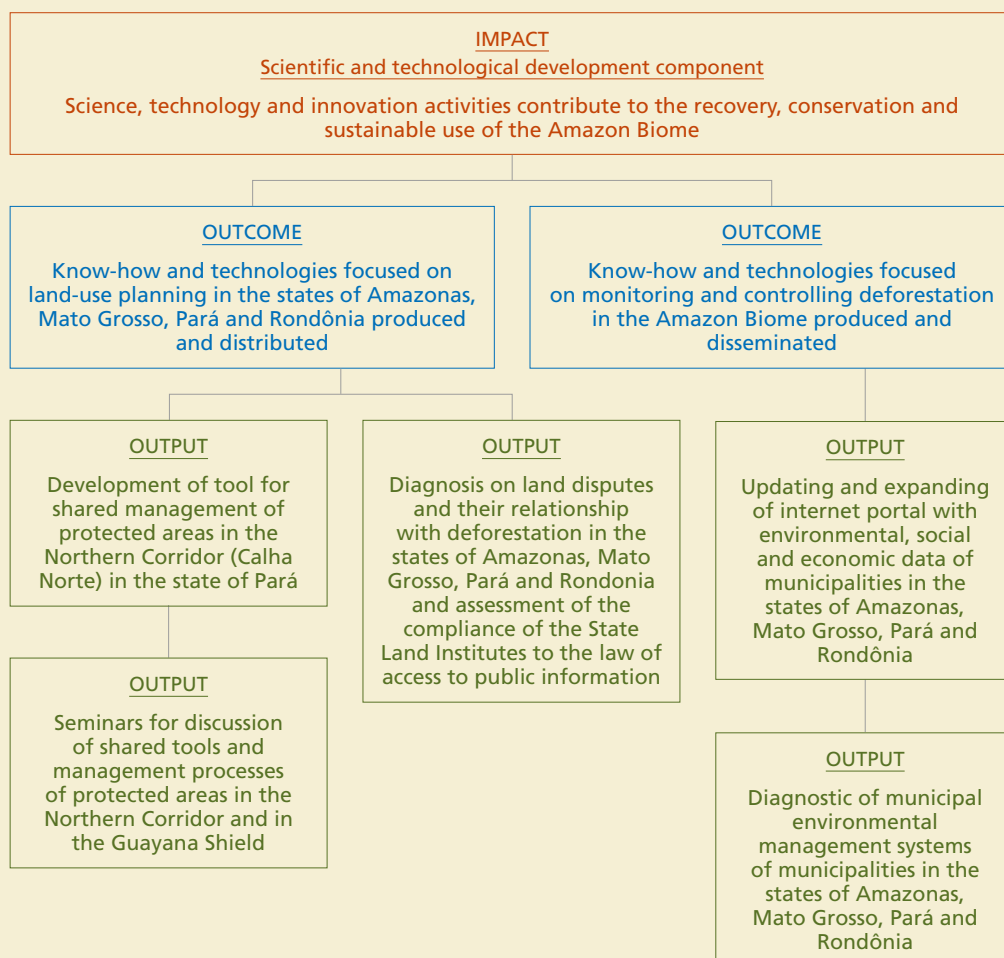 IMPACT
Scientific and technological development component
Science, technology and innovation activities contribute to the recovery, conservation and
sustainable use of the Amazon Biome
OUTCOME
Know-how and technologies focused on
land-use planning in the states of Amazonas,
Mato Grosso, Pará and Rondônia produced
and distributed
OUTCOME
Know-how and technologies focused
on monitoring and controlling deforestation
in the Amazon Biome produced and
disseminated
OUTPUT
Development of tool for
shared management of
protected areas in the
Northern Corridor (Calha
Norte) in the state of Pará
OUTPUT
Diagnosis on land disputes
and their relationship
with deforestation in the
states of Amazonas, Mato
Grosso, Pará and Rondonia
and assessment of the
compliance of the State
Land Institutes to the law of
access to public information
OUTPUT
Updating and expanding
of internet portal with
environmental, social
and economic data of
municipalities in the
states of Amazonas,
Mato Grosso, Pará and
Rondônia
OUTPUT
Seminars for discussion
of shared tools and
management processes
of protected areas in the
Northern Corridor and in
the Guayana Shield
OUTPUT
Diagnostic of municipal
environmental
management systems
of municipalities in the
states of Amazonas,
Mato Grosso, Pará and
Rondônia